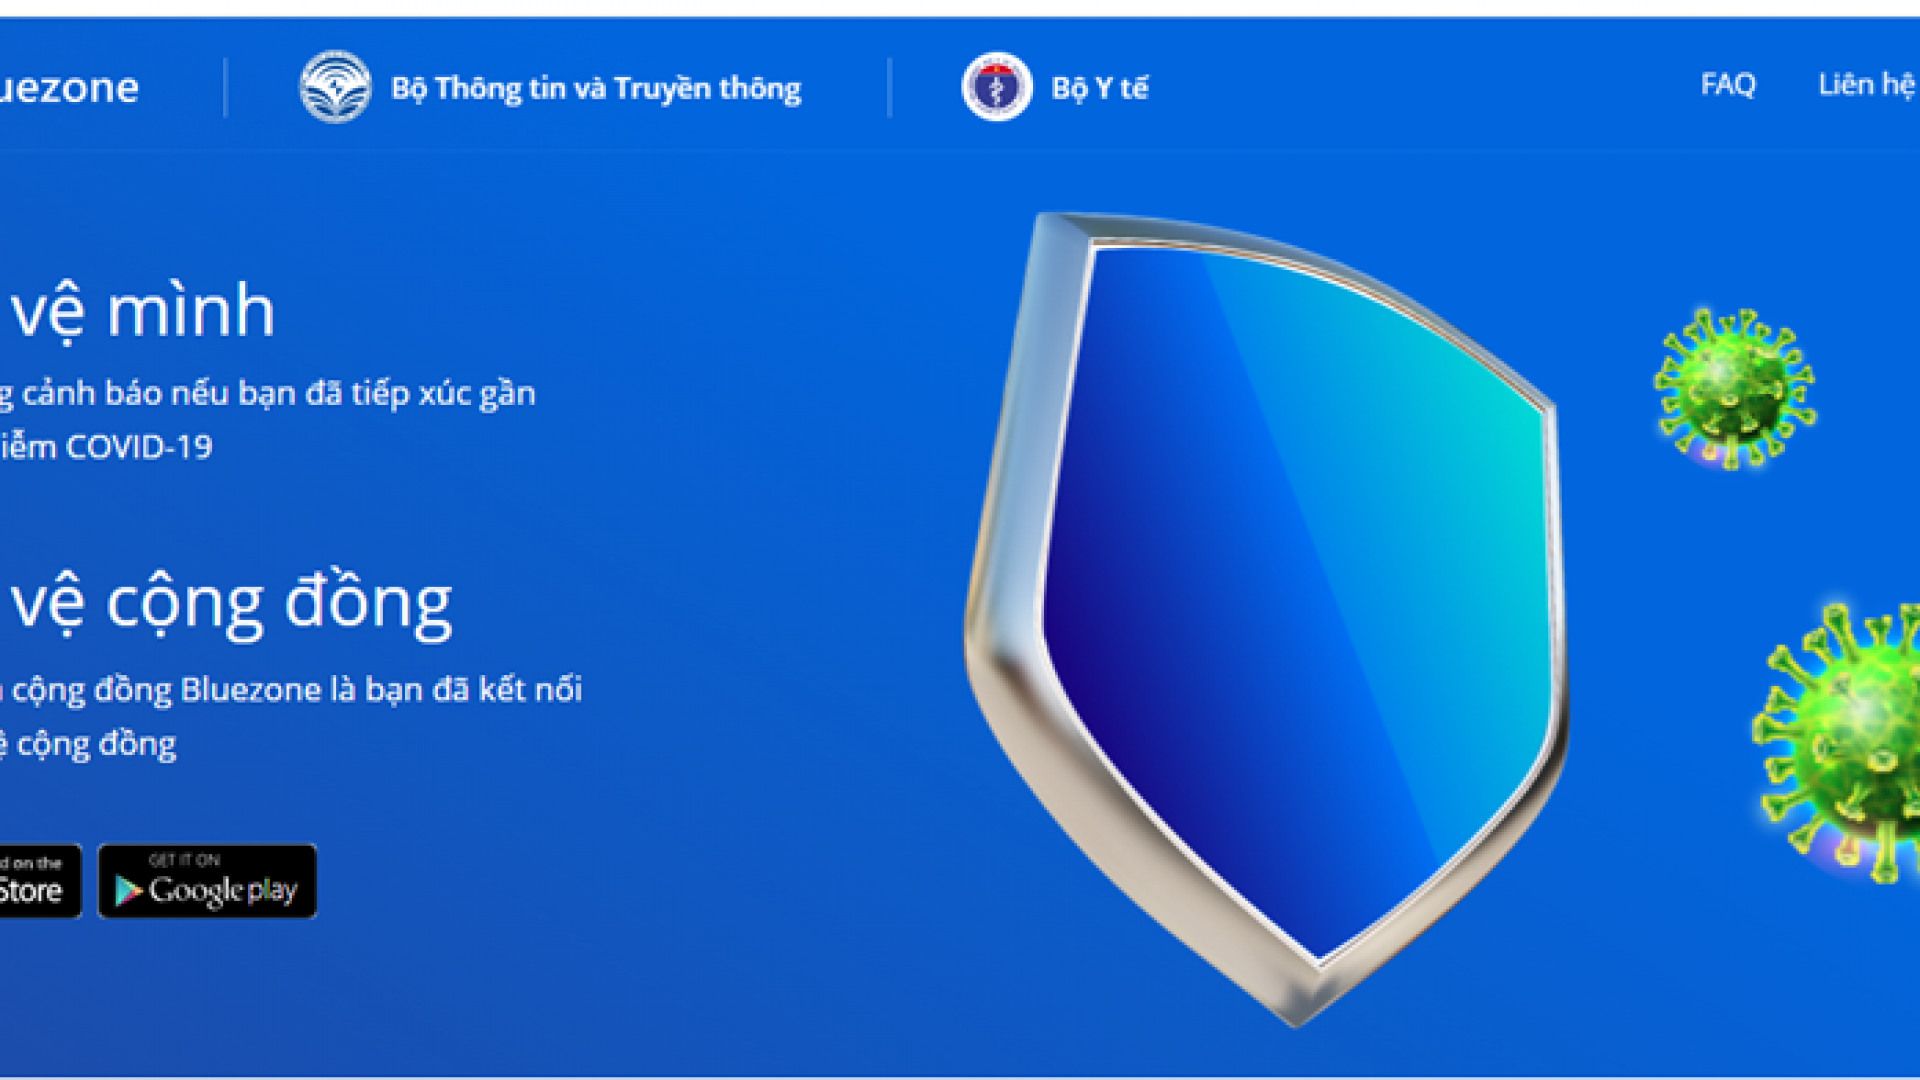 uezone
Bộ Thông tin và Truyền thông
Bộ Y tế
FAQ
Liên hệ
vệ mình
g cảnh báo nếu bạn đã tiếp xúc gần
iễm COVID-19
vệ cộng đồng
cộng đồng Bluezone là bạn đã kết nối
ệ cộng đồng
d on the
Store
GET IT ON
Google play